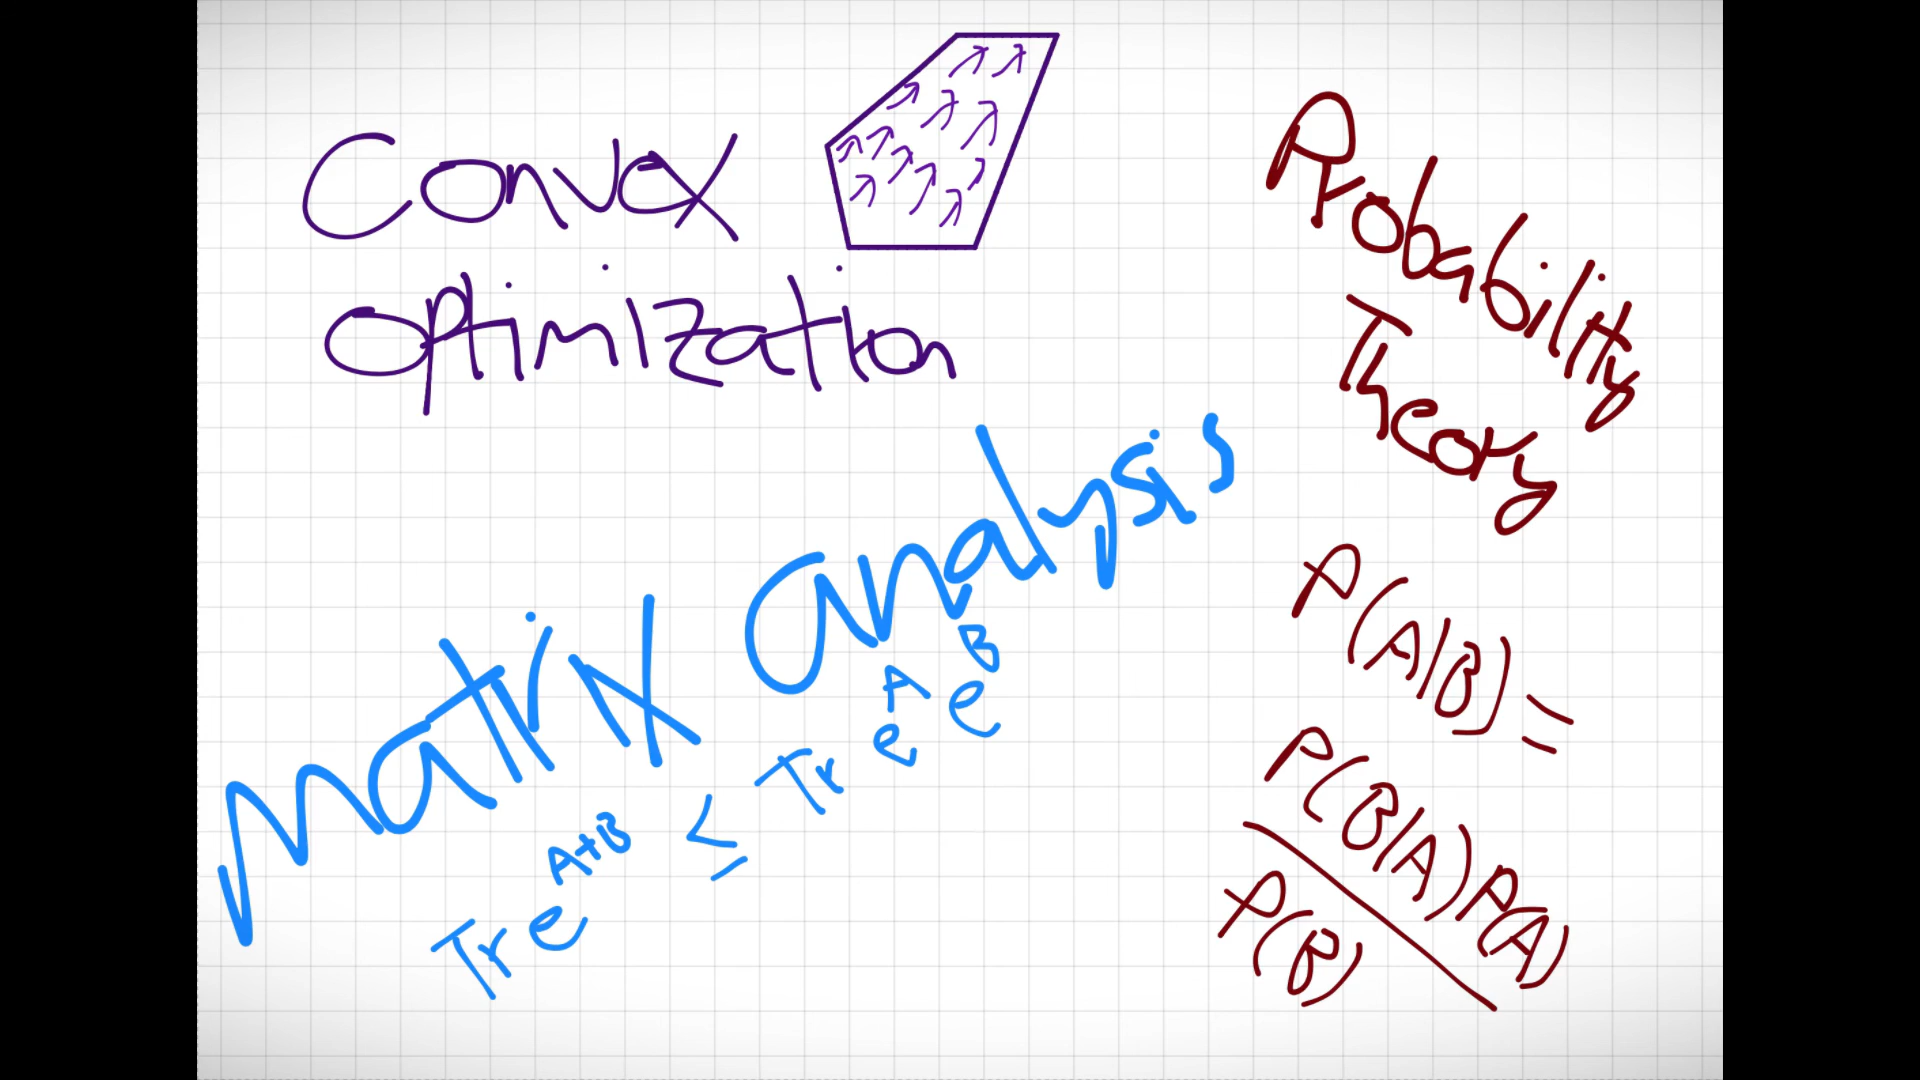 Convex
optimization
Probability
Theory
matrix analysis
Tr e^{A+B} ≤ Tr e^A e^B
P(A|B) =
P(B|A)P(A)
P(B)